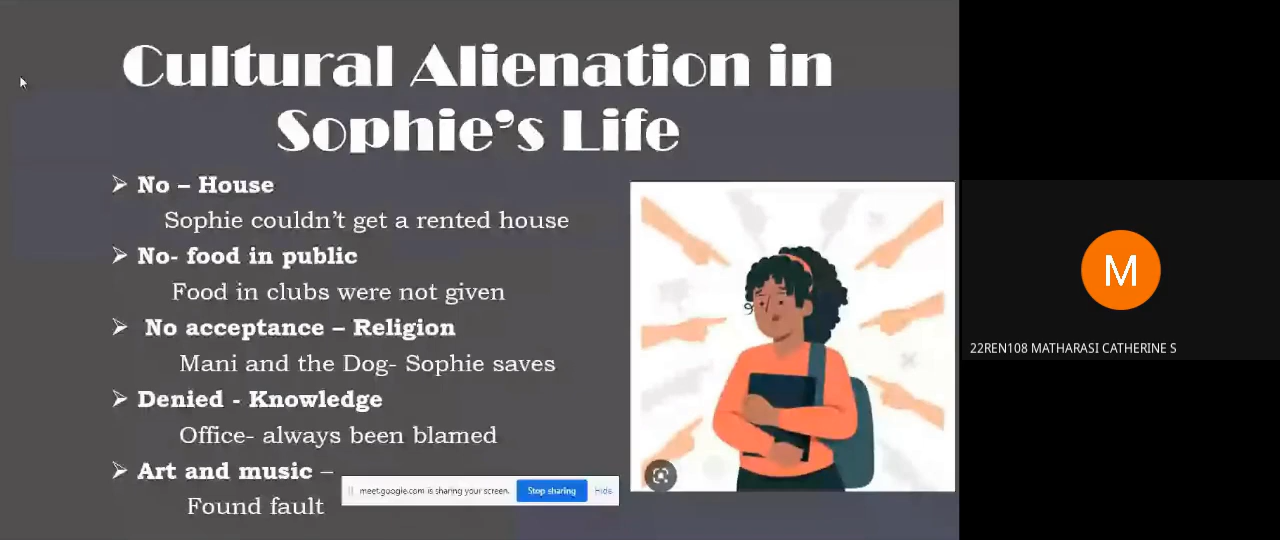 Cultural Alienation in
Sophie's Life
➢ No – House
Sophie couldn't get a rented house
➢ No- food in public
Food in clubs were not given
➢ No acceptance – Religion
Mani and the Dog- Sophie saves
➢ Denied - Knowledge
Office- always been blamed
➢ Art and music –
Found fault
meet.google.com is sharing your screen.
Stop sharing
Hide
M
22REN108 MATHARASI CATHERINE S